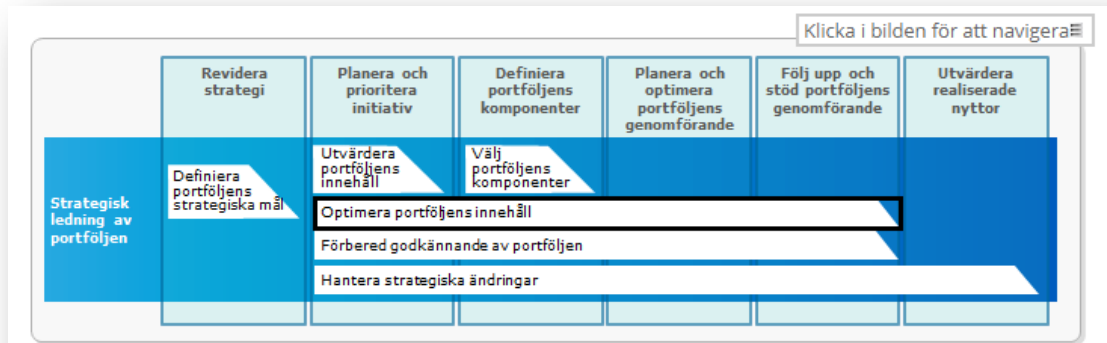 Klicka i bilden för att navigera
Revidera
strategi
Planera och
prioritera
initiativ
Definiera
portföljens
komponenter
Planera och
optimera
portföljens
genomförande
Följ upp och
stöd portföljens
genomförande
Utvärdera
realiserade
nyttor
Strategisk
ledning av
portföljen
Definiera
portföljens
strategiska mål
Utvärdera
portföljens
innehåll
Välj
portföljens
komponenter
Optimera portföljens innehåll
Förbered godkännande av portföljen
Hantera strategiska ändringar